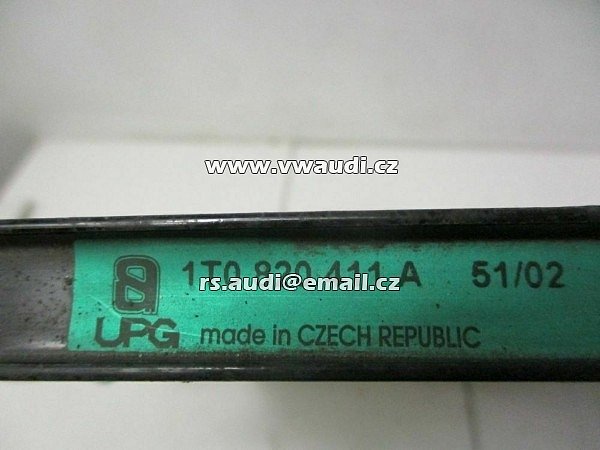 www.vwaudi.cz
1T0 820 411 A 51/02
rs.audi@email.cz
UPG made in CZECH REPUBLIC